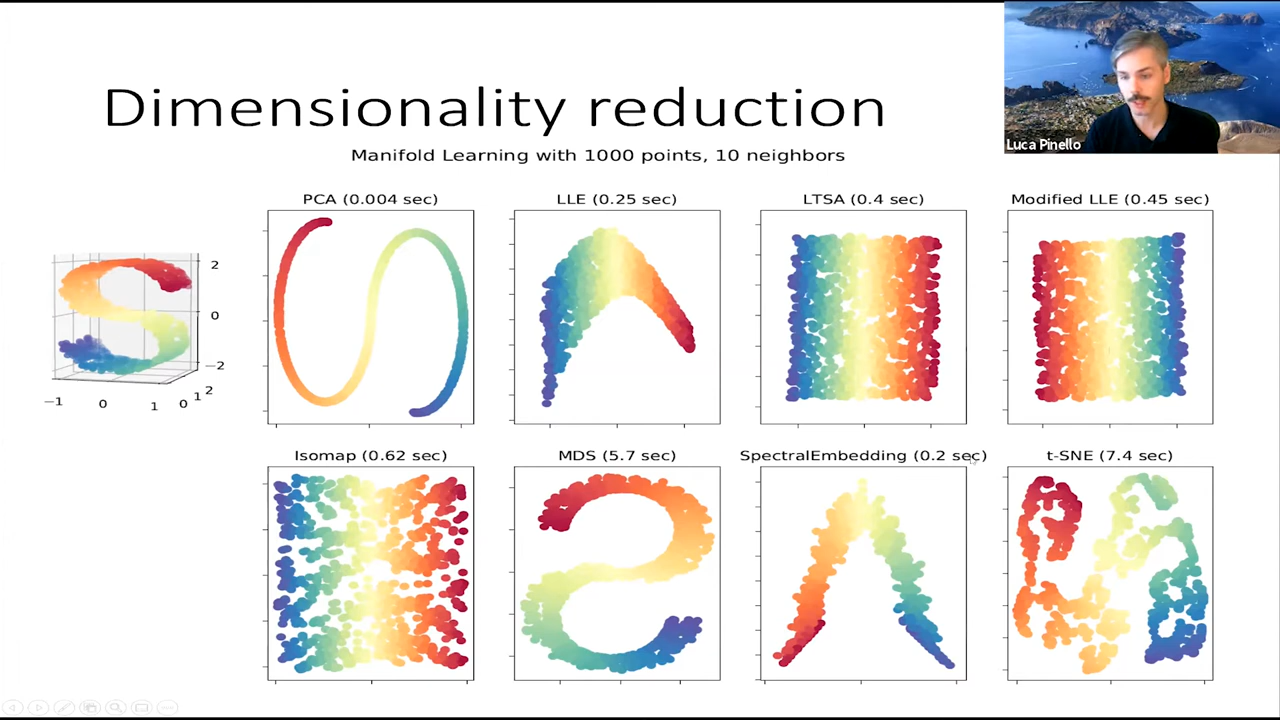 Luca Pinello
Dimensionality reduction
Manifold Learning with 1000 points, 10 neighbors
PCA (0.004 sec)
LLE (0.25 sec)
LTSA (0.4 sec)
Modified LLE (0.45 sec)
2
0
−2
−1
0
1
0
1
2
Isomap (0.62 sec)
MDS (5.7 sec)
SpectralEmbedding (0.2 sec)
t-SNE (7.4 sec)